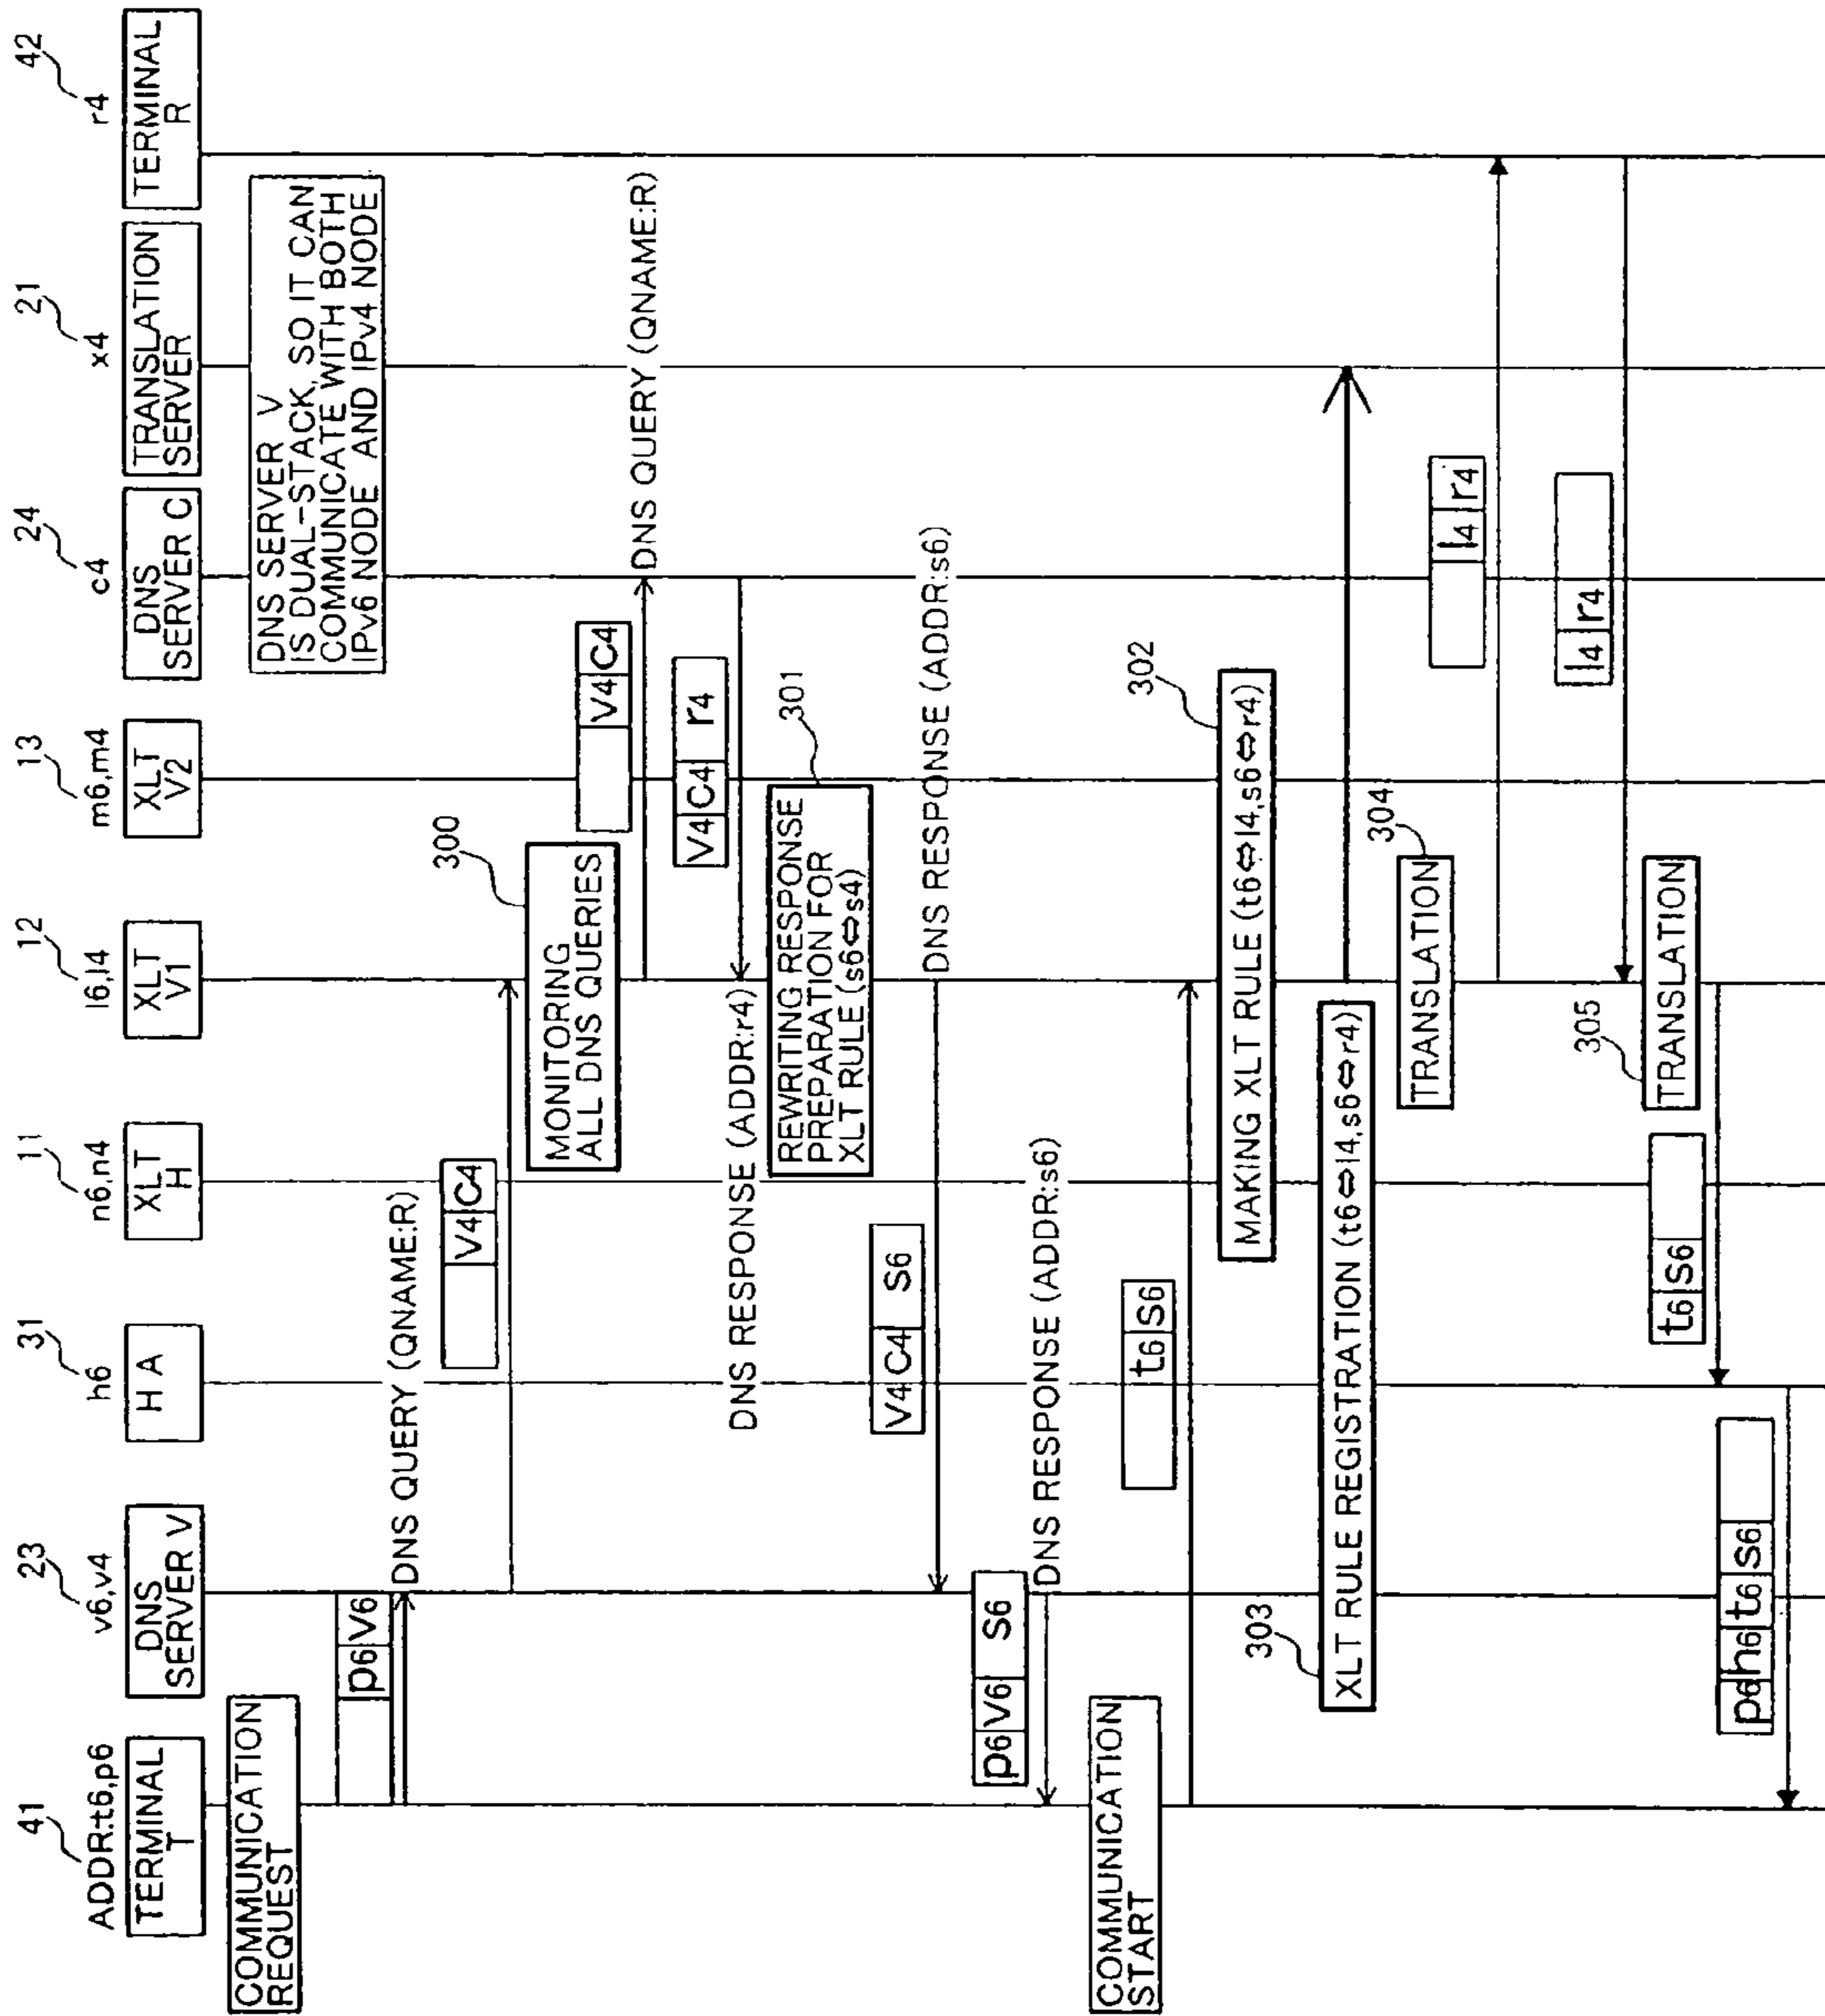 41
ADDR:t6,p6
TERMINAL
T
23
v6,v4
DNS
SERVER V
31
h6
H A
11
n6,n4
XLT
H
12
l6,l4
XLT
V1
13
m6,m4
XLT
V2
24
c4
DNS
SERVER C
21
x4
TRANSLATION
SERVER
42
r4
TERMINAL
R
COMMUNICATION
REQUEST
DNS SERVER V
IS DUAL-STACK, SO IT CAN
COMMUNICATE WITH BOTH
IPv6 NODE AND IPv4 NODE
p6 v6
DNS QUERY (QNAME:R)
V4 C4
300
MONITORING
ALL DNS QUERIES
V4 C4
DNS QUERY (QNAME:R)
V4 C4 r4
DNS RESPONSE (ADDR:r4)
301
REWRITING RESPONSE
PREPARATION FOR
XLT RULE (s6⇔s4)
V4 C4 s6
DNS RESPONSE (ADDR:s6)
p6 v6 s6
DNS RESPONSE (ADDR:s6)
COMMUNICATION
START
t6 s6
302
MAKING XLT RULE (t6⇔l4,s6⇔r4)
303
XLT RULE REGISTRATION (t6⇔l4,s6⇔r4)
304
TRANSLATION
l4 r4
l4 r4
305
TRANSLATION
t6 s6
p6 h6 t6 s6